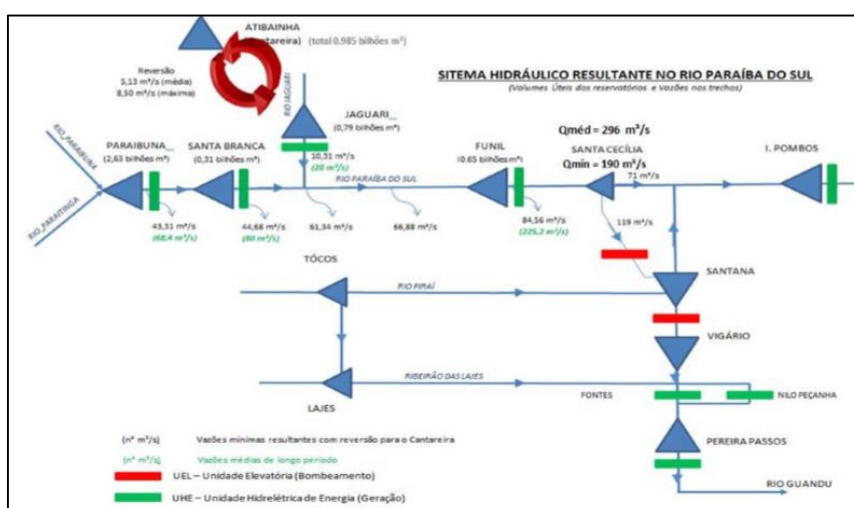 ATIBAINHA
(total 0.985 bilhões m³)
Reversão
5,13 m³/s (média)
8,50 m³/s (máxima)
SITEMA HIDRÁULICO RESULTANTE NO RIO PARAÍBA DO SUL
(Volumes Úteis dos reservatórios e Vazões nos trechos)
RIO JAGUARI
JAGUARI
(0,79 bilhões m³)
Qméd = 296 m³/s
SANTA CECÍLIA
Qmín = 190 m³/s
RIO_PARAIBUNA
PARAIBUNA
(2,63 bilhões m³)
SANTA BRANCA
(0,31 bilhões m³)
10,31 m³/s
(20 m³/s)
RIO PARAÍBA DO SUL
FUNIL
(0.65 bilhões m³)
71 m³/s
I. POMBOS
RIO_PARAITINGA
43,31 m³/s
(68,4 m³/s)
44,68 m³/s
(80 m³/s)
61,34 m³/s
66,88 m³/s
84,56 m³/s
(225,2 m³/s)
119 m³/s
TÓCOS
RIO PIRAÍ
SANTANA
VIGÁRIO
RIBEIRÃO DAS LAJES
LAJES
FONTES
NILO PEÇANHA
PEREIRA PASSOS
RIO GUANDU
(n° m³/s) Vazões mínimas resultantes com reversão para o Cantareira
(n° m³/s) Vazões médias de longo período
UEL – Unidade Elevatória (Bombeamento)
UHE – Unidade Hidrelétrica de Energia (Geração)